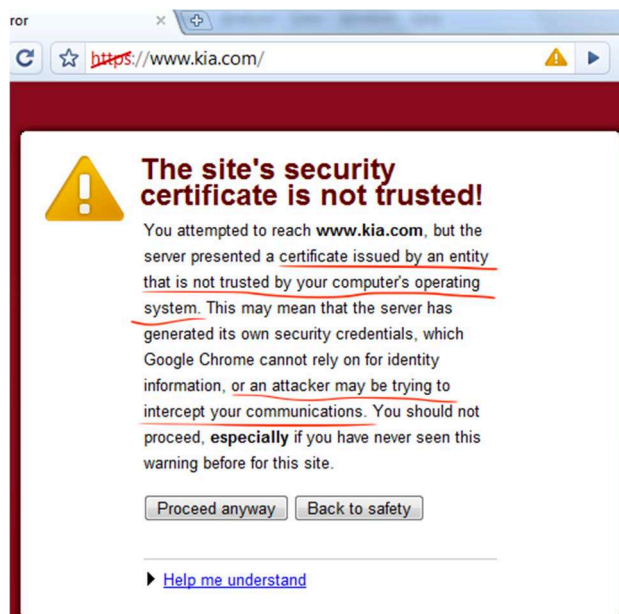 ror
https://www.kia.com/
The site's security
certificate is not trusted!
You attempted to reach www.kia.com, but the
server presented a certificate issued by an entity
that is not trusted by your computer's operating
system. This may mean that the server has
generated its own security credentials, which
Google Chrome cannot rely on for identity
information, or an attacker may be trying to
intercept your communications. You should not
proceed, especially if you have never seen this
warning before for this site.
Proceed anyway Back to safety
Help me understand